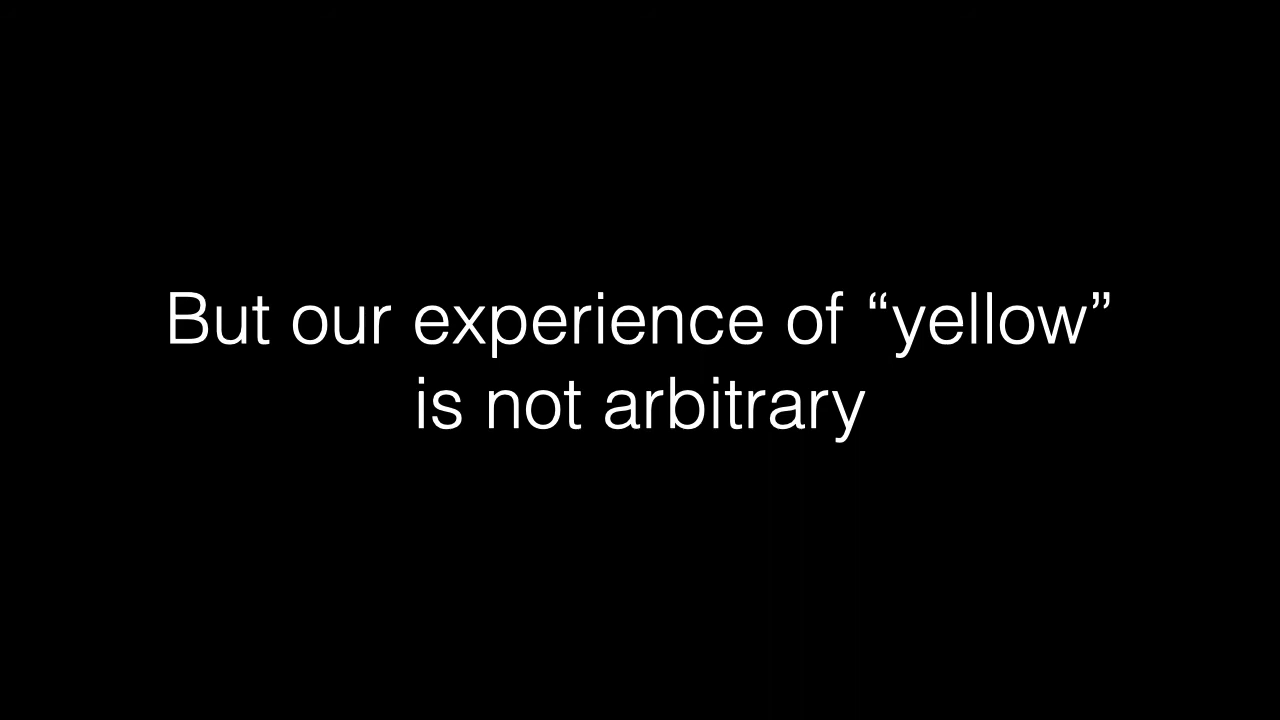 But our experience of “yellow”
is not arbitrary